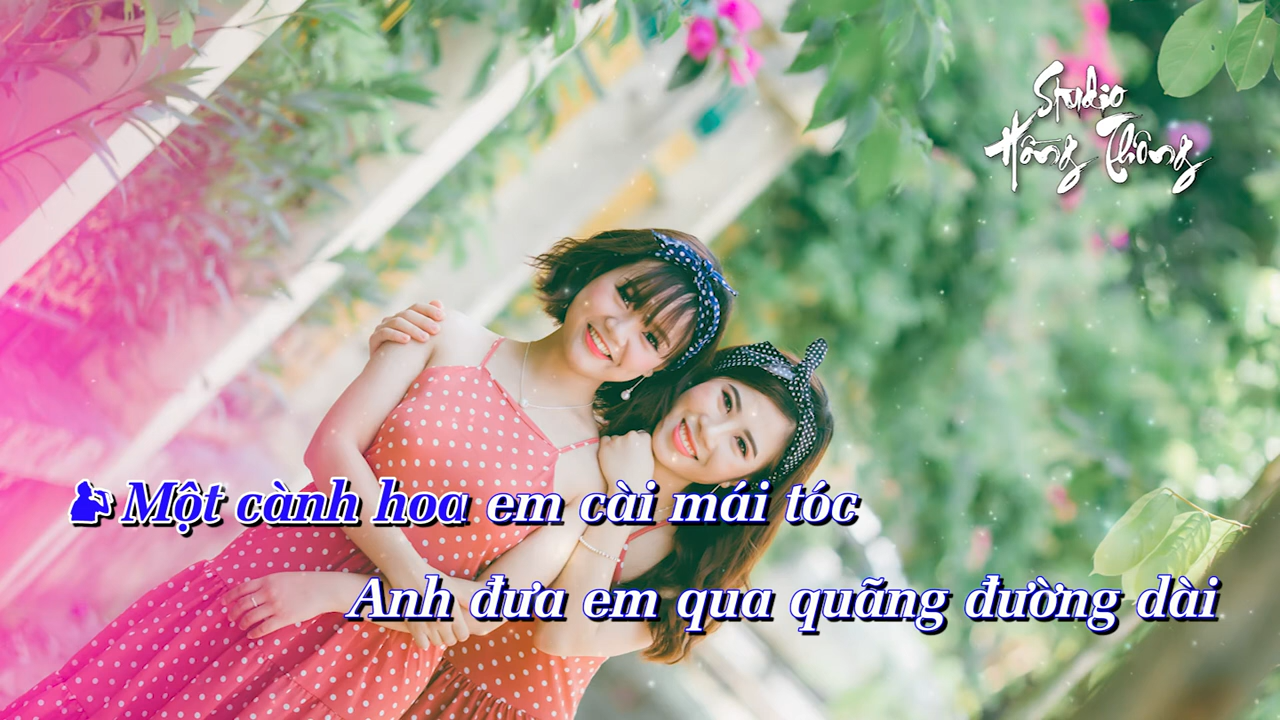 Studio
Hồng Thông
Một cành hoa em cài mái tóc
Anh đưa em qua quãng đường dài